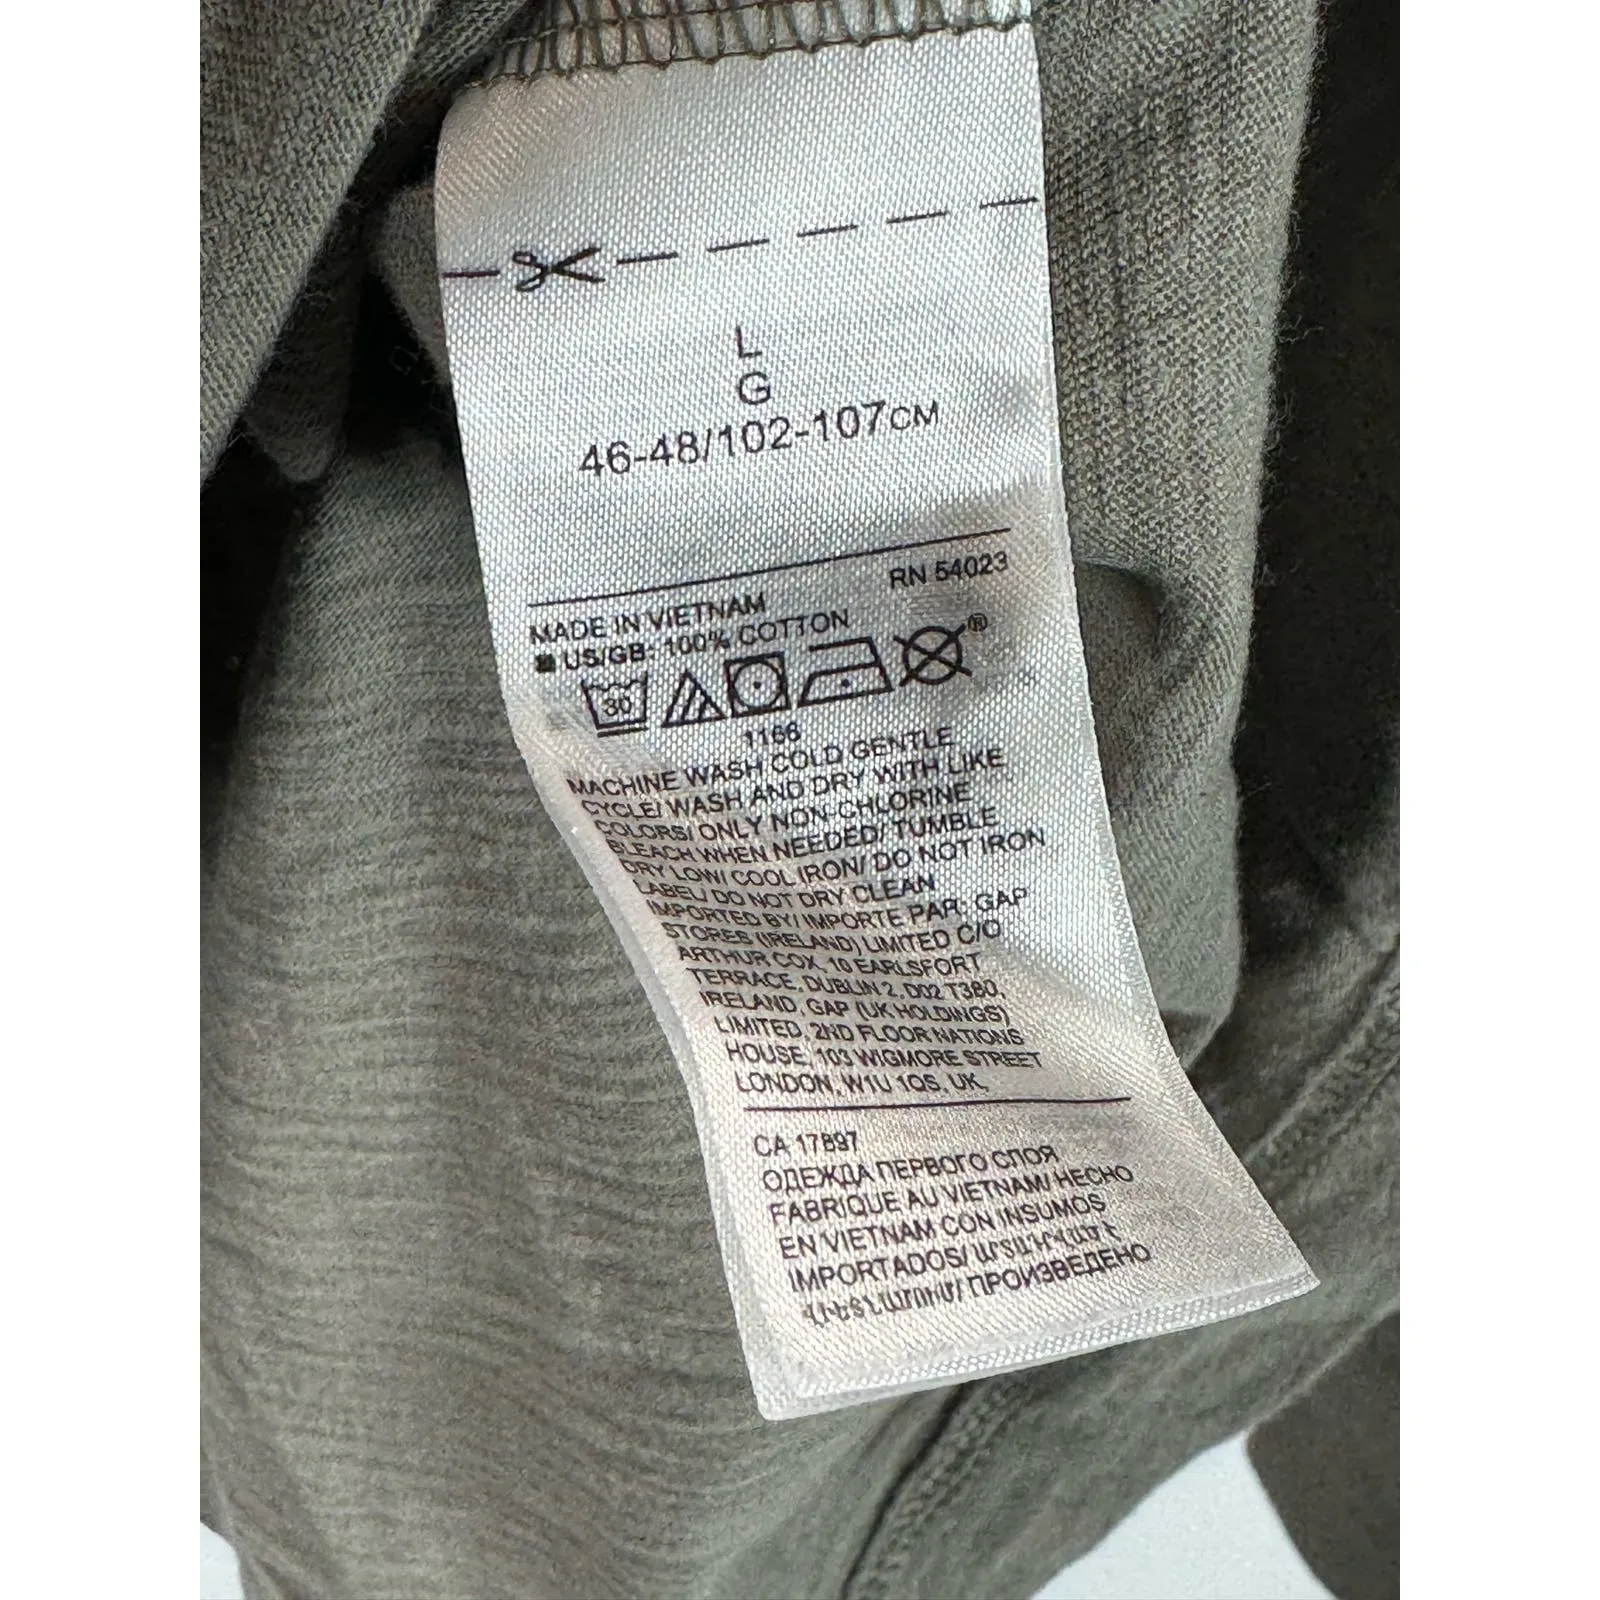 L
G
46-48/102-107CM
RN 54023
MADE IN VIETNAM
US/GB: 100% COTTON
30
®
1166
MACHINE WASH COLD GENTLE
CYCLE/ WASH AND DRY WITH LIKE
COLORS/ ONLY NON-CHLORINE
BLEACH WHEN NEEDED/ TUMBLE
DRY LOW/ COOL IRON/ DO NOT IRON
LABEL/ DO NOT DRY CLEAN
IMPORTED BY/ IMPORTE PAR: GAP
STORES (IRELAND) LIMITED C/O
ARTHUR COX, 10 EARLSFORT
TERRACE, DUBLIN 2, D02 T380,
IRELAND, GAP (UK HOLDINGS)
LIMITED, 2ND FLOOR NATIONS
HOUSE, 103 WIGMORE STREET
LONDON, W1U 1QS, UK,
CA 17897
ОДЕЖДА ПЕРВОГО СЛОЯ
FABRIQUE AU VIETNAM/ HECHO
EN VIETNAM CON INSUMOS
IMPORTADOS/ ԱՐՏԱԴՎԱԾ Է
ՎԻԵՏՆԱՄՈՒՄ/ ПРОИЗВЕДЕНО